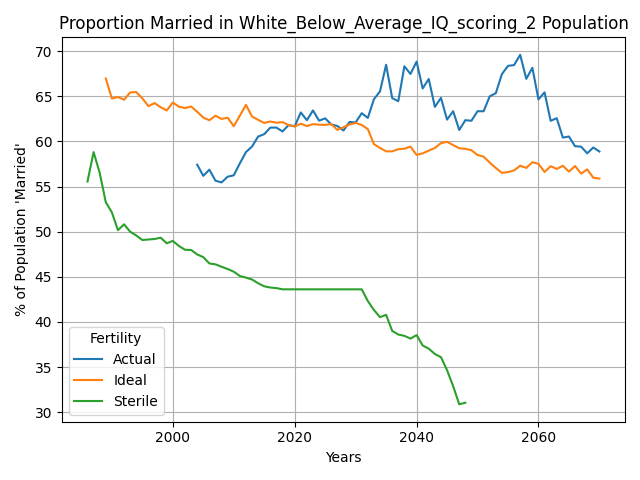 Proportion Married in White_Below_Average_IQ_scoring_2 Population
% of Population 'Married'
70
65
60
55
50
45
40
35
30
Fertility
Actual
Ideal
Sterile
2000
2020
2040
2060
Years